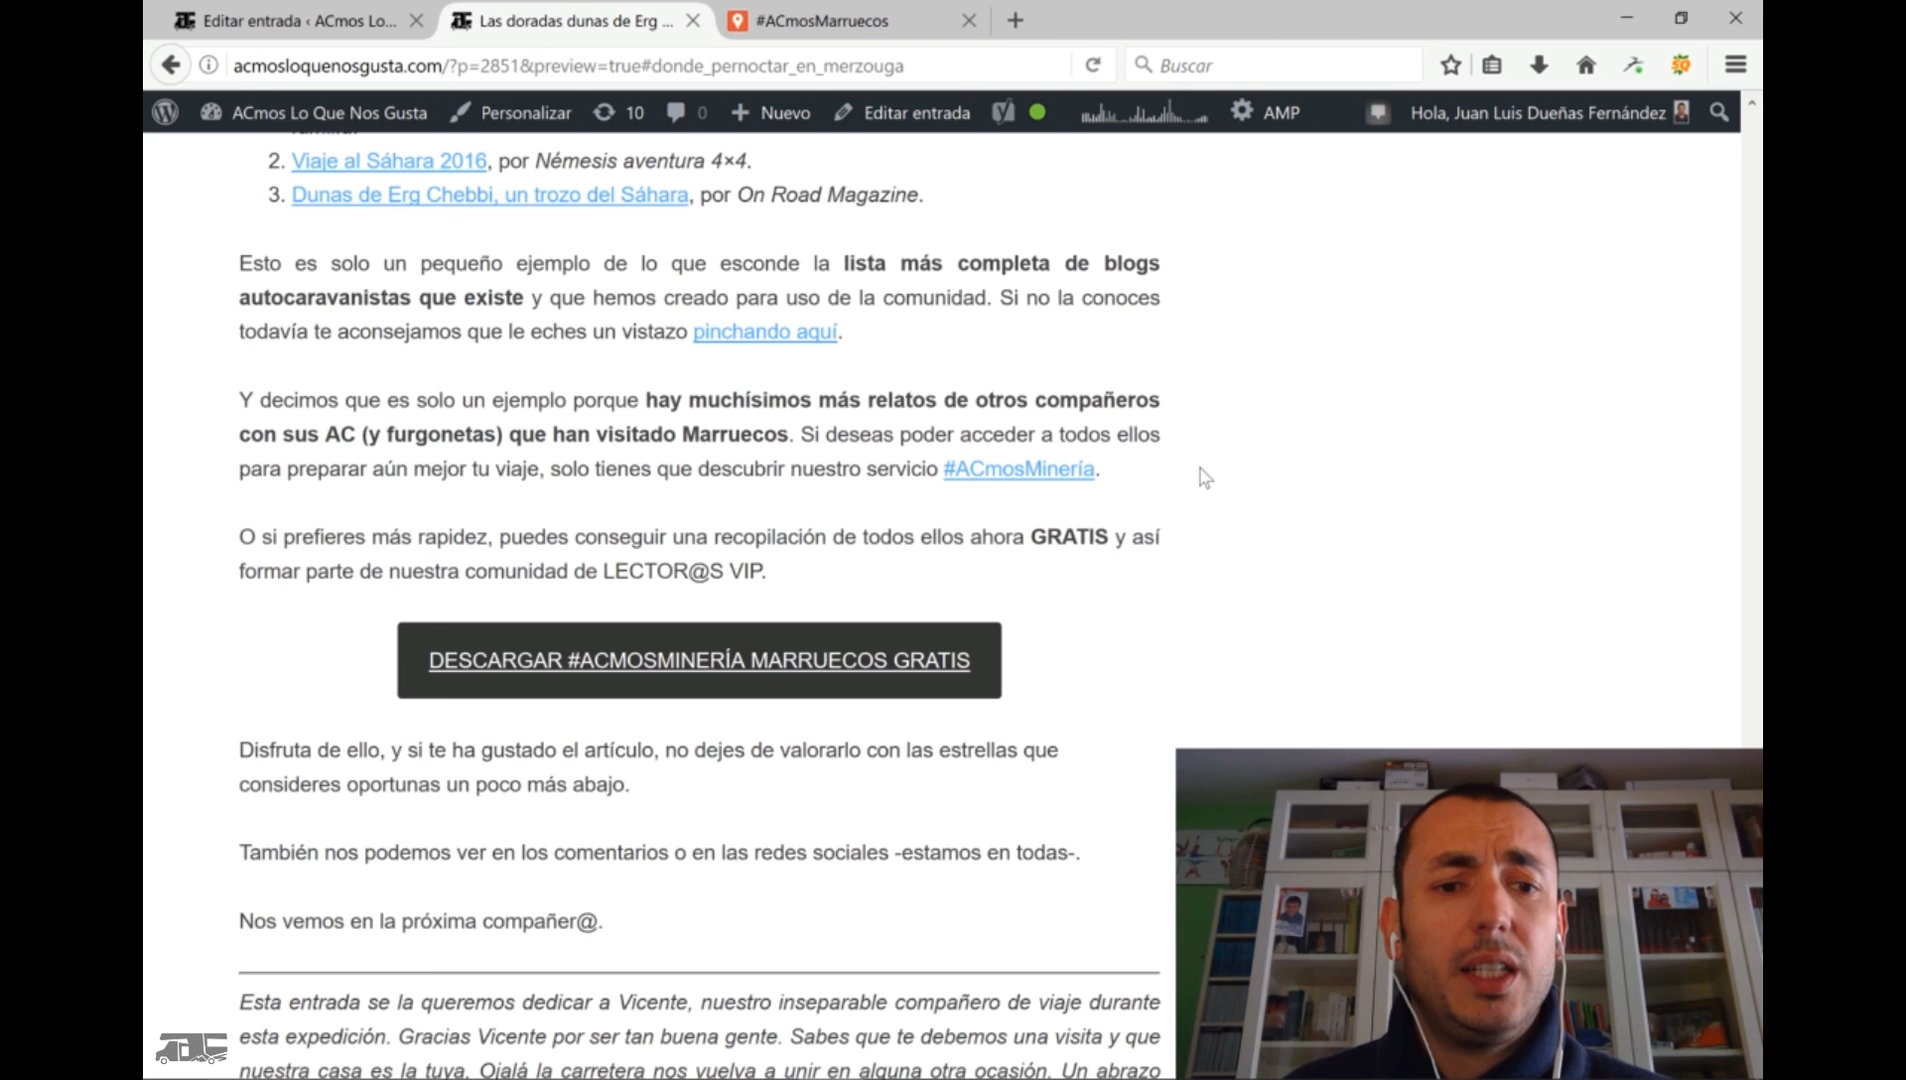 Editar entrada ‹ ACmos Lo...
Las doradas dunas de Erg ...
#ACmosMarruecos
acmosloquenosgusta.com/?p=2851&preview=true#donde_pernoctar_en_merzouga
Buscar
ACmos Lo Que Nos Gusta
Personalizar
10
0
Nuevo
Editar entrada
AMP
Hola, Juan Luis Dueñas Fernández
2. Viaje al Sáhara 2016, por Némesis aventura 4×4.
3. Dunas de Erg Chebbi, un trozo del Sáhara, por On Road Magazine.
Esto es solo un pequeño ejemplo de lo que esconde la lista más completa de blogs
autocaravanistas que existe y que hemos creado para uso de la comunidad. Si no la conoces
todavía te aconsejamos que le eches un vistazo pinchando aquí.
Y decimos que es solo un ejemplo porque hay muchísimos más relatos de otros compañeros
con sus AC (y furgonetas) que han visitado Marruecos. Si deseas poder acceder a todos ellos
para preparar aún mejor tu viaje, solo tienes que descubrir nuestro servicio #ACmosMinería.
O si prefieres más rapidez, puedes conseguir una recopilación de todos ellos ahora GRATIS y así
formar parte de nuestra comunidad de LECTOR@S VIP.
DESCARGAR #ACMOSMINERÍA MARRUECOS GRATIS
Disfruta de ello, y si te ha gustado el artículo, no dejes de valorarlo con las estrellas que
consideres oportunas un poco más abajo.
También nos podemos ver en los comentarios o en las redes sociales -estamos en todas-.
Nos vemos en la próxima compañer@.
Esta entrada se la queremos dedicar a Vicente, nuestro inseparable compañero de viaje durante
esta expedición. Gracias Vicente por ser tan buena gente. Sabes que te debemos una visita y que
nuestra casa es la tuya. Ojalá la carretera nos vuelva a unir en alguna otra ocasión. Un abrazo